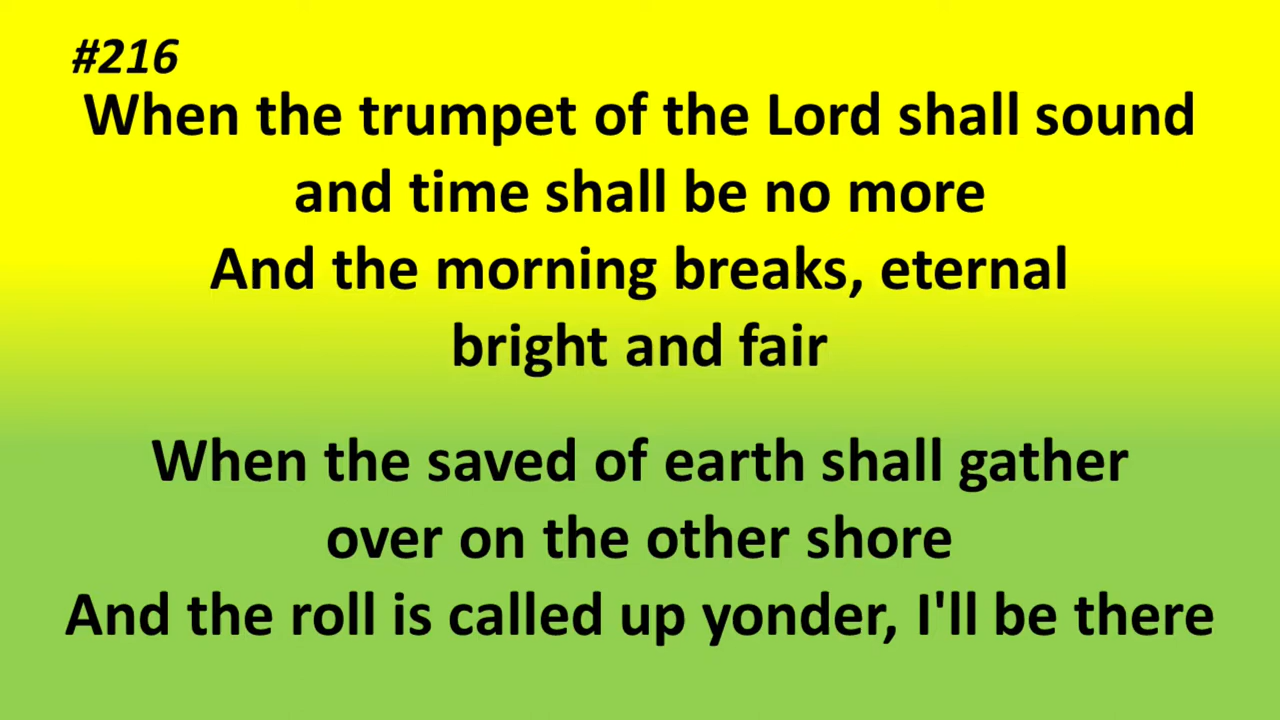 #216
When the trumpet of the Lord shall sound
and time shall be no more
And the morning breaks, eternal
bright and fair
When the saved of earth shall gather
over on the other shore
And the roll is called up yonder, I'll be there